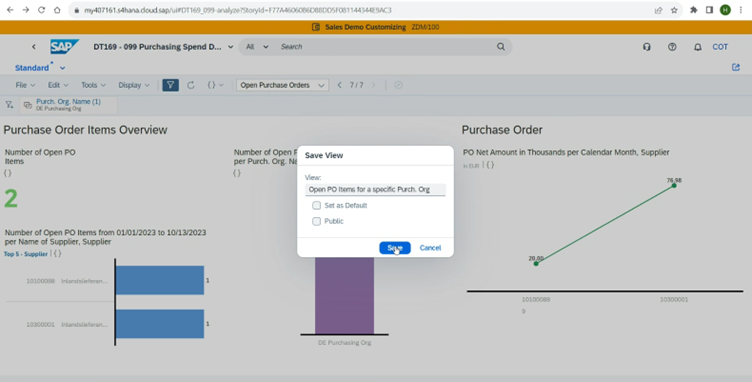 my407161.s4hana.cloud.sap/ui#DT169_099-analyze?StoryId=F77A46060B6D8BDD5F081144344E9AC3
H
Sales Demo Customizing ZDM/100
SAP DT169 - 099 Purchasing Spend D... All Search COT
Standard*
File Edit Tools Display { } Open Purchase Orders 7 / 7
Purch. Org. Name (1)
DE Purchasing Org
Purchase Order Items Overview
Purchase Order
Number of Open PO
Items
{ }
2
Number of Open P
per Purch. Org. Na
{ }
PO Net Amount in Thousands per Calendar Month, Supplier
in EUR | { }
76.98
26.00
10100089
9
10300001
Save View
View:
Open PO Items for a specific Purch. Org
Set as Default
Public
Save Cancel
Number of Open PO Items from 01/01/2023 to 10/13/2023
per Name of Supplier, Supplier
Top 5 - Supplier | { }
10100098 Inlandslieferan... 1
10300001 Inlandslieferan... 1
DE Purchasing Org